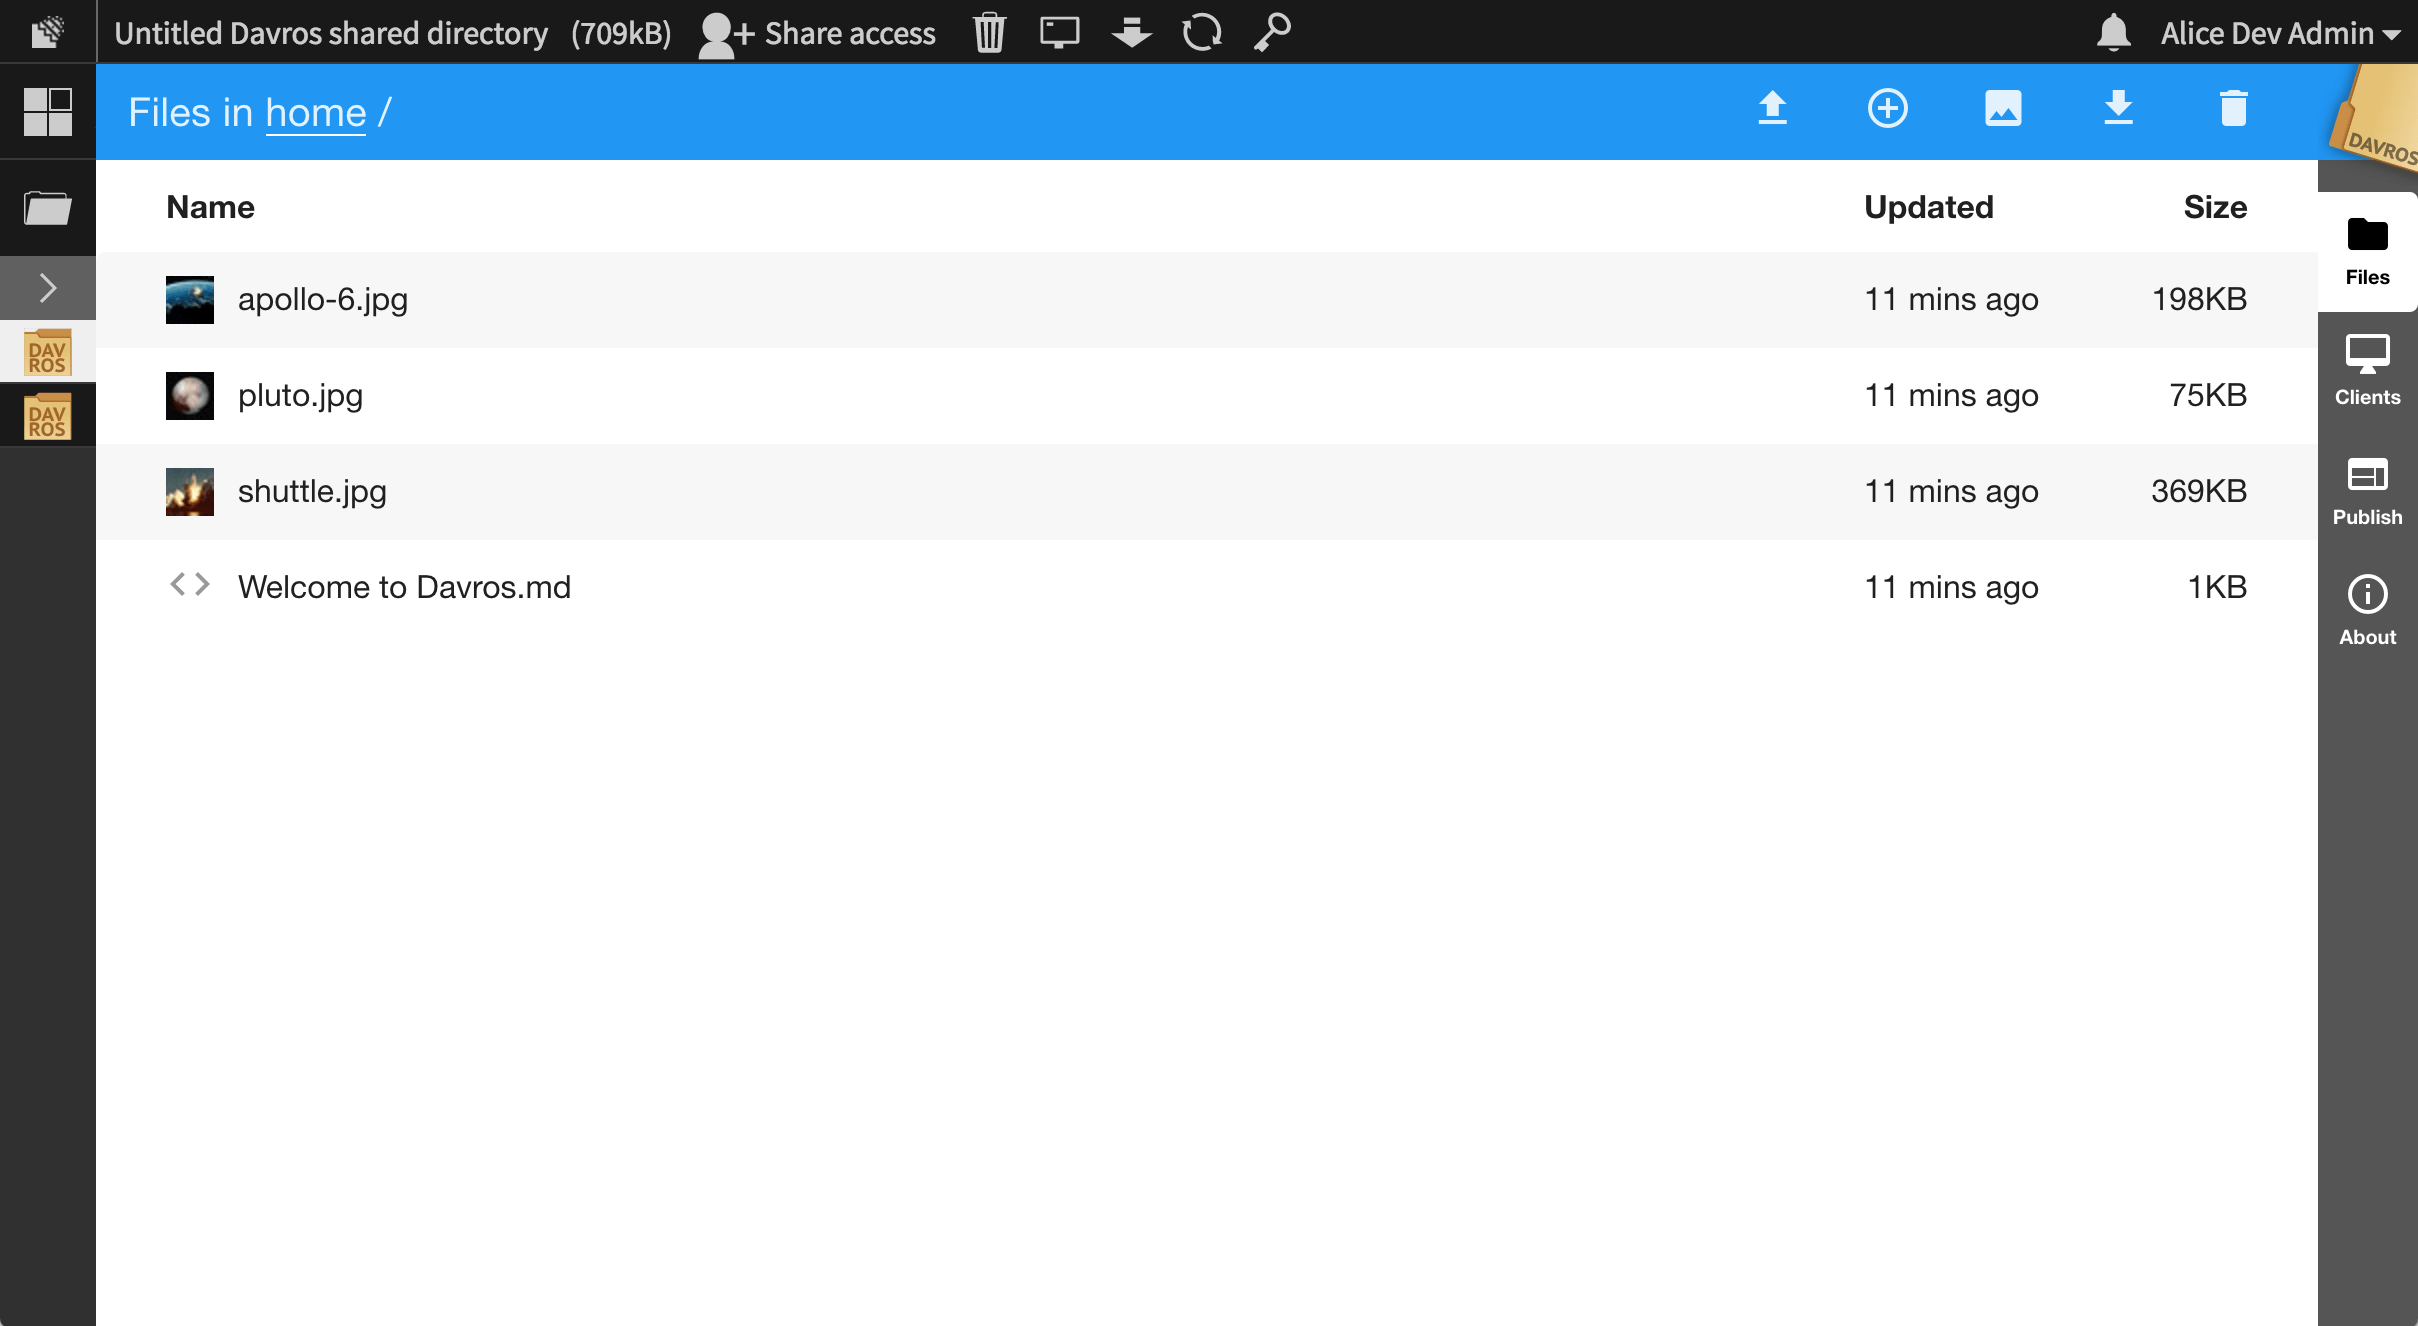 Untitled Davros shared directory (709kB) Share access Alice Dev Admin
Files in home /
DAVROS
Name Updated Size
apollo-6.jpg 11 mins ago 198KB
pluto.jpg 11 mins ago 75KB
shuttle.jpg 11 mins ago 369KB
Welcome to Davros.md 11 mins ago 1KB
DAV
ROS
DAV
ROS
Files
Clients
Publish
About